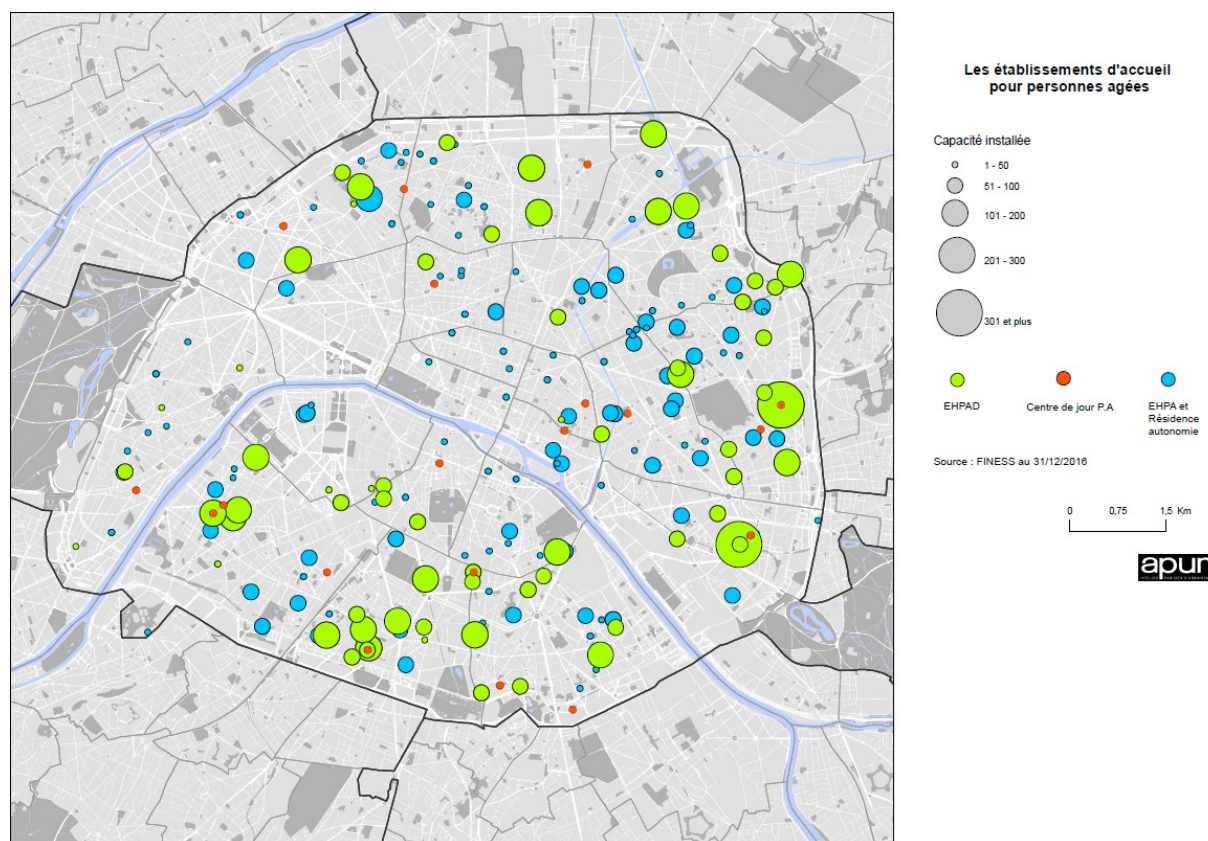 Les établissements d'accueil
pour personnes agées
Capacité installée
1 - 50
51 - 100
101 - 200
201 - 300
301 et plus
EHPAD
Centre de jour P.A
EHPA et
Résidence
autonomie
Source : FINESS au 31/12/2016
0 0,75 1,5 Km
apur